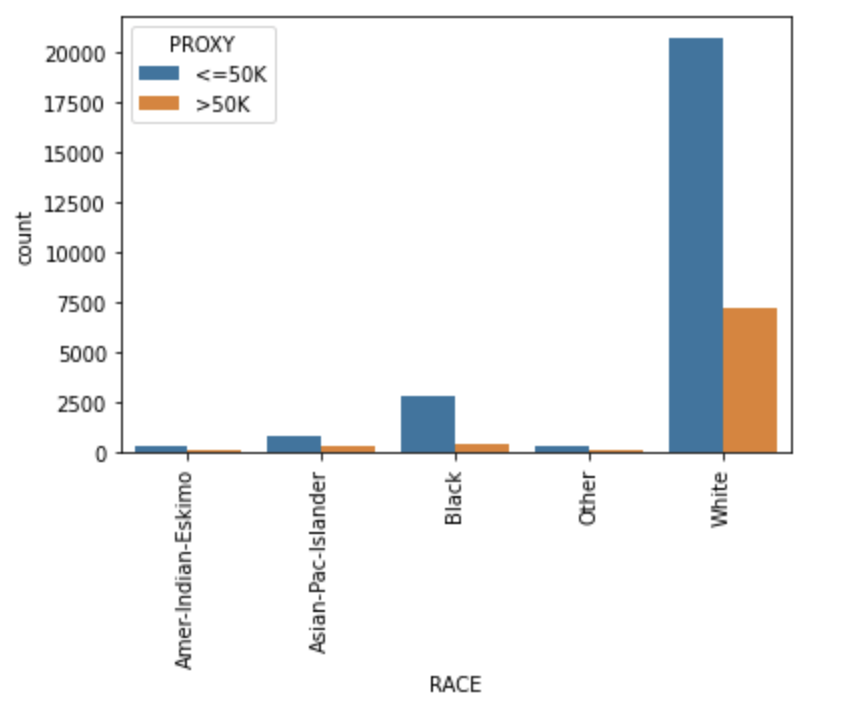 PROXY
<=50K
>50K
20000
17500
15000
12500
10000
7500
5000
2500
0
count
Amer-Indian-Eskimo
Asian-Pac-Islander
Black
Other
White
RACE